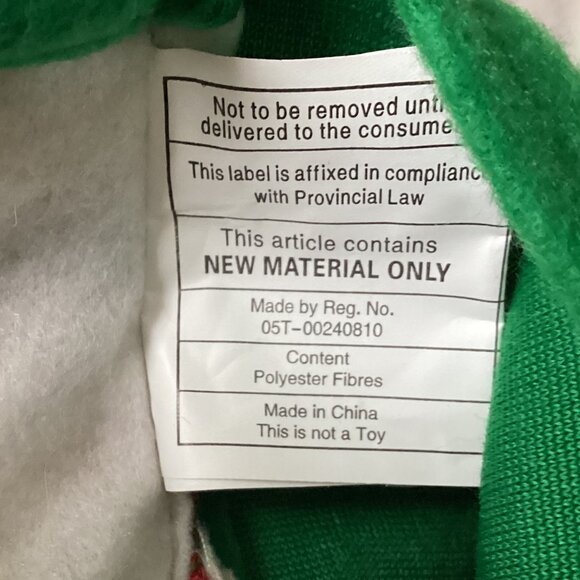 Not to be removed unti
delivered to the consume
This label is affixed in complianc
with Provincial Law
This article contains
NEW MATERIAL ONLY
Made by Reg. No.
05T-00240810
Content
Polyester Fibres
Made in China
This is not a Toy